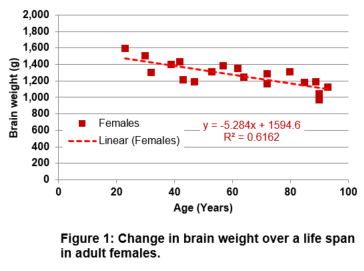 1,800
1,600
1,400
1,200
1,000
800
600
400
200
0
Brain weight (g)
Females
Linear (Females)
y = -5.284x + 1594.6
R² = 0.6162
0 20 40 60 80 100
Age (Years)
Figure 1: Change in brain weight over a life span
in adult females.